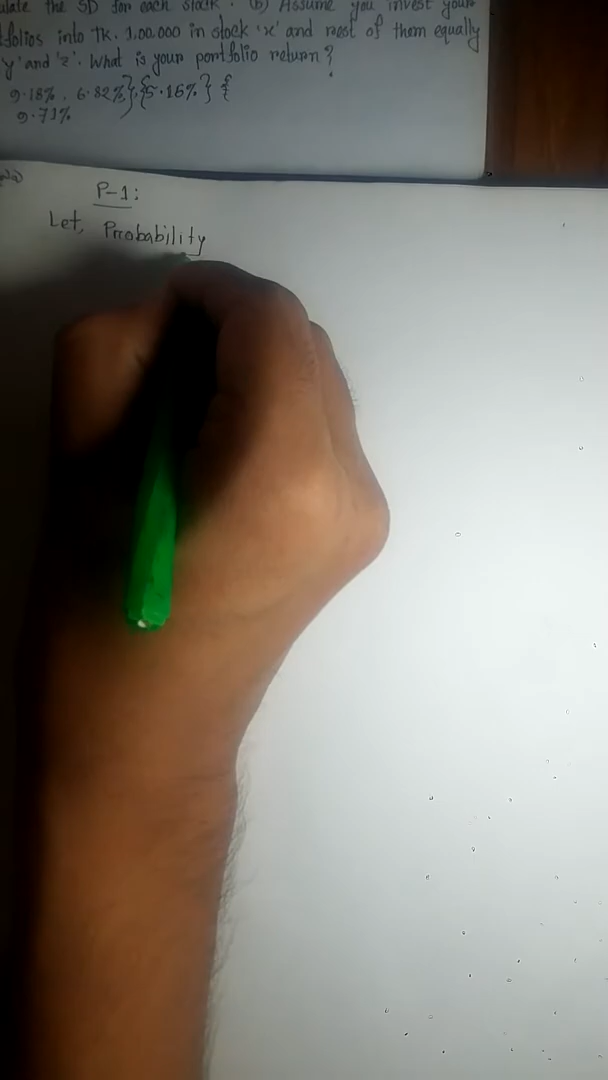 the SD for each stock. (b) Assume you invest your
folios into Tk. 1,00,000 in stock 'x' and rest of them equally
'y' and 'z'. What is your portfolio return?
9.18%. 6.82%};{5.16%} {
9.71%
P-1:
Let, Probability